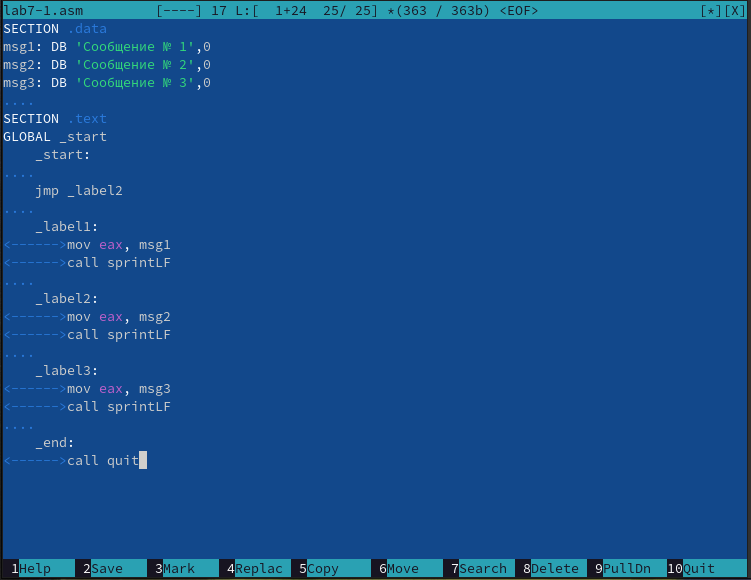 lab7-1.asm [----] 17 L:[ 1+24 25/ 25] *(363 / 363b) <EOF> [*][X]
SECTION .data
msg1: DB 'Сообщение № 1',0
msg2: DB 'Сообщение № 2',0
msg3: DB 'Сообщение № 3',0
....
SECTION .text
GLOBAL _start
    _start:
....
    jmp _label2
....
    _label1:
<------>mov eax, msg1
<------>call sprintLF
....
    _label2:
<------>mov eax, msg2
<------>call sprintLF
....
    _label3:
<------>mov eax, msg3
<------>call sprintLF
....
    _end:
<------>call quit
1Help 2Save 3Mark 4Replac 5Copy 6Move 7Search 8Delete 9PullDn 10Quit